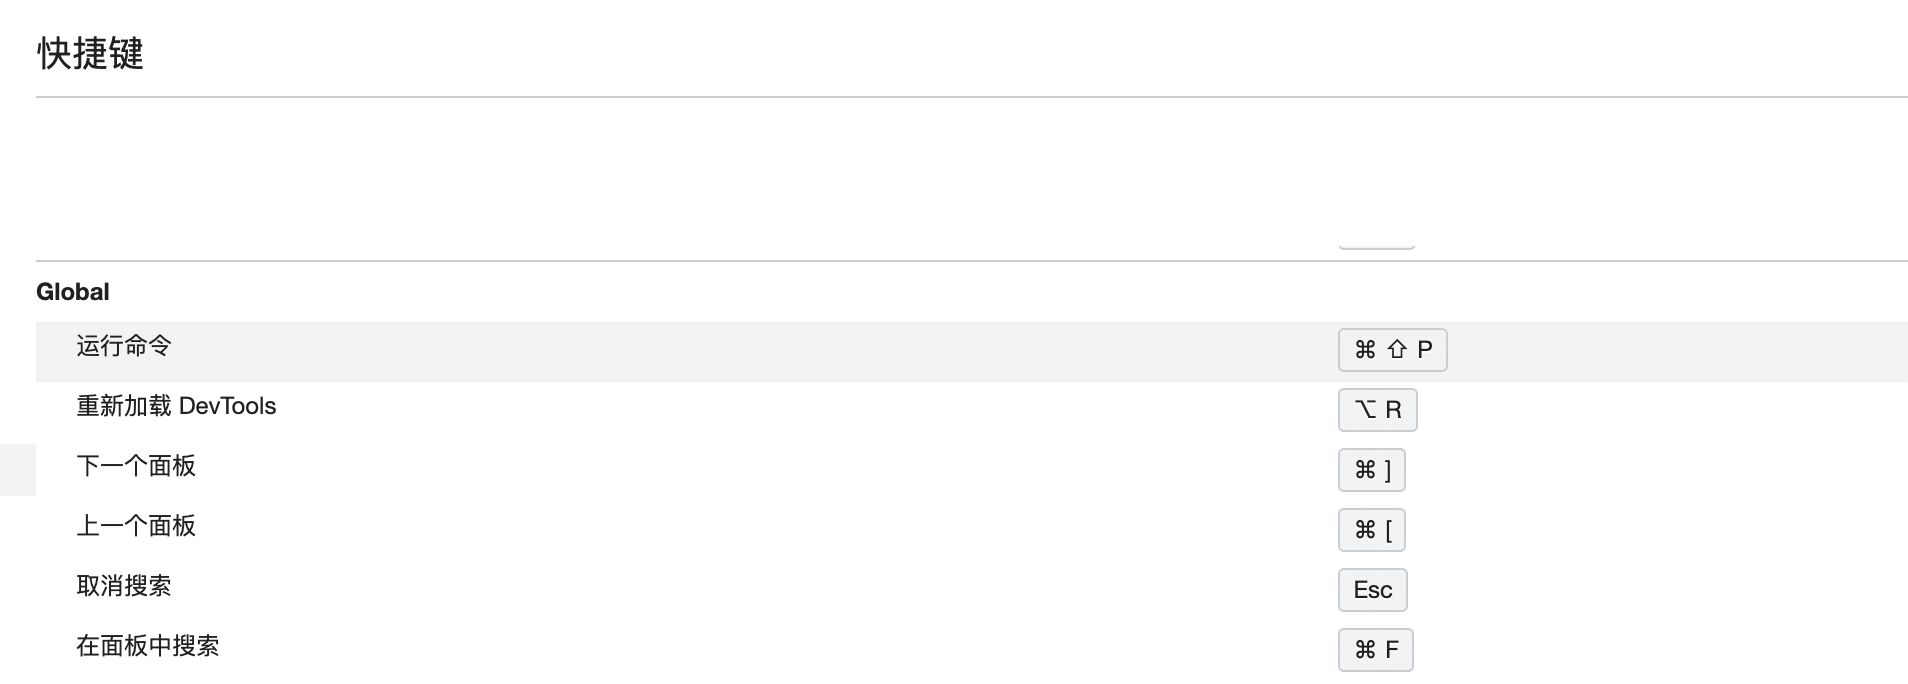 快捷键
Global
运行命令 ⌘ ⇧ P
重新加载 DevTools ⌥ R
下一个面板 ⌘ ]
上一个面板 ⌘ [
取消搜索 Esc
在面板中搜索 ⌘ F